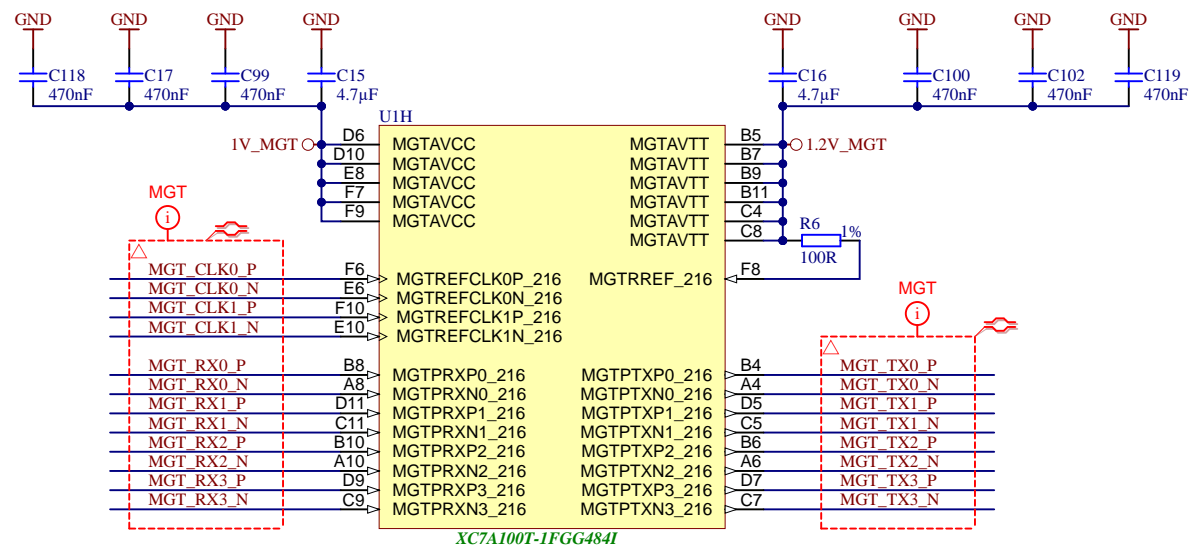 GND GND GND GND GND GND GND GND
C118 C17 C99 C15 C16 C100 C102 C119
470nF 470nF 470nF 4.7µF 4.7µF 470nF 470nF 470nF
U1H
1V_MGT D6 MGTAVCC MGTAVTT B5 1.2V_MGT
D10 MGTAVCC MGTAVTT B7
E8 MGTAVCC MGTAVTT B9
F7 MGTAVCC MGTAVTT B11
F9 MGTAVCC MGTAVTT C4
MGTAVTT C8 R6 1%
100R
MGT
i
MGT_CLK0_P F6 MGTREFCLK0P_216 MGTRREF_216 F8
MGT_CLK0_N E6 MGTREFCLK0N_216
MGT_CLK1_P F10 MGTREFCLK1P_216
MGT_CLK1_N E10 MGTREFCLK1N_216
MGT
i
MGT_RX0_P B8 MGTPRXP0_216 MGTPTXP0_216 B4 MGT_TX0_P
MGT_RX0_N A8 MGTPRXN0_216 MGTPTXN0_216 A4 MGT_TX0_N
MGT_RX1_P D11 MGTPRXP1_216 MGTPTXP1_216 D5 MGT_TX1_P
MGT_RX1_N C11 MGTPRXN1_216 MGTPTXN1_216 C5 MGT_TX1_N
MGT_RX2_P B10 MGTPRXP2_216 MGTPTXP2_216 B6 MGT_TX2_P
MGT_RX2_N A10 MGTPRXN2_216 MGTPTXN2_216 A6 MGT_TX2_N
MGT_RX3_P D9 MGTPRXP3_216 MGTPTXP3_216 D7 MGT_TX3_P
MGT_RX3_N C9 MGTPRXN3_216 MGTPTXN3_216 C7 MGT_TX3_N
XC7A100T-1FGG484I